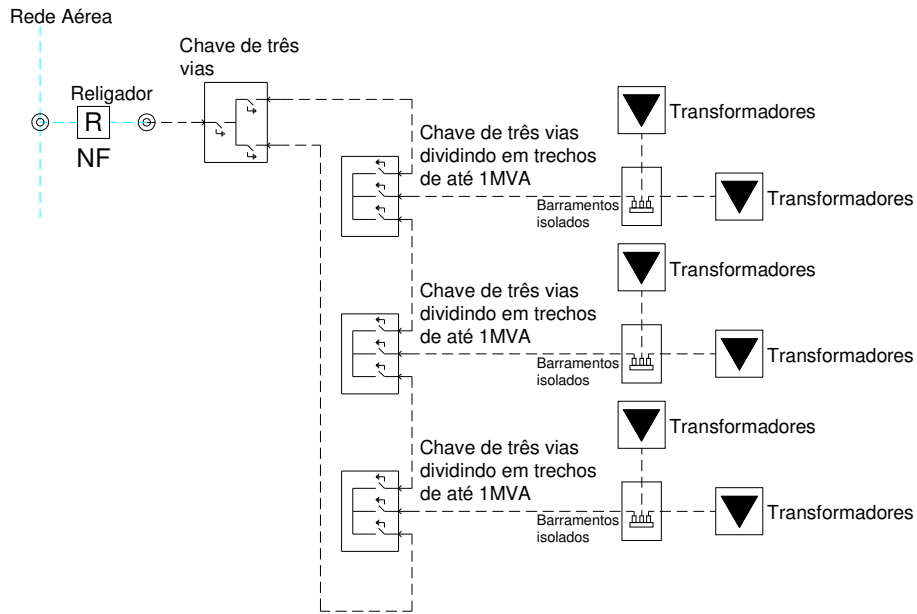 Rede Aérea
Chave de três
vias
Religador
R
NF
Transformadores
Chave de três vias
dividindo em trechos
de até 1MVA
Barramentos
isolados
Transformadores
Transformadores
Chave de três vias
dividindo em trechos
de até 1MVA
Barramentos
isolados
Transformadores
Transformadores
Chave de três vias
dividindo em trechos
de até 1MVA
Barramentos
isolados
Transformadores